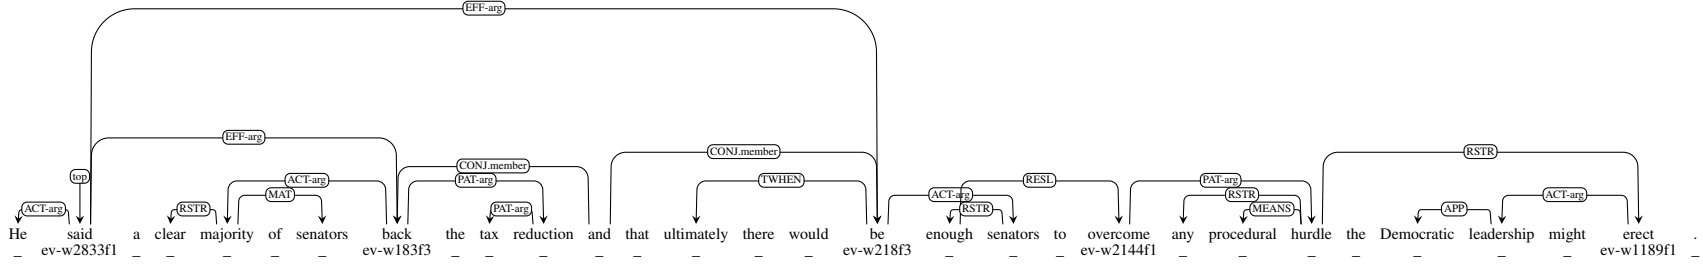 EFF-arg
EFF-arg
CONJ.member RSTR
CONJ.member
top ACT-arg PAT-arg TWHEN RESL PAT-arg
MAT ACT-arg RSTR ACT-arg
ACT-arg RSTR PAT-arg RSTR MEANS APP
He said a clear majority of senators back the tax reduction and that ultimately there would be enough senators to overcome any procedural hurdle the Democratic leadership might erect .
ev-w2833f1 ev-w183f3 ev-w218f3 ev-w2144f1 ev-w1189f1
_ _ _ _ _ _ _ _ _ _ _ _ _ _ _ _ _ _ _ _ _ _ _ _